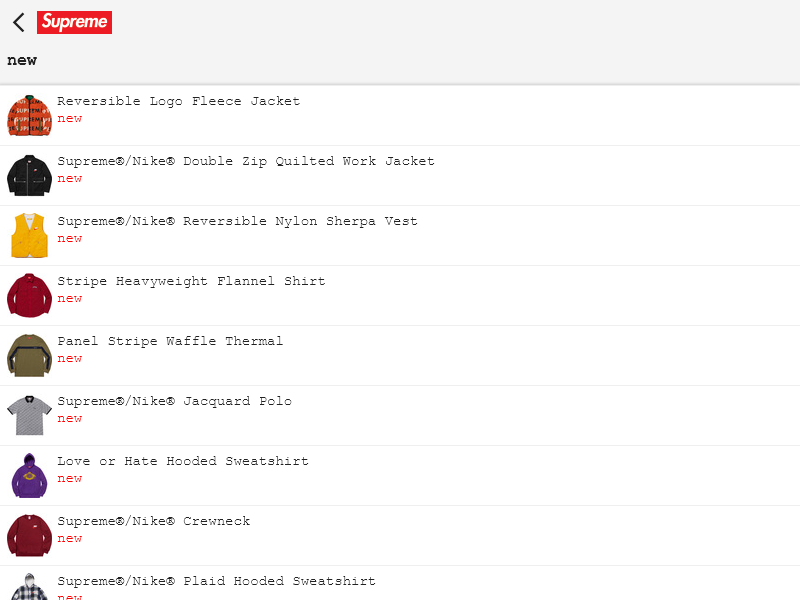 Supreme
new
Reversible Logo Fleece Jacket
new
Supreme®/Nike® Double Zip Quilted Work Jacket
new
Supreme®/Nike® Reversible Nylon Sherpa Vest
new
Stripe Heavyweight Flannel Shirt
new
Panel Stripe Waffle Thermal
new
Supreme®/Nike® Jacquard Polo
new
Love or Hate Hooded Sweatshirt
new
Supreme®/Nike® Crewneck
new
Supreme®/Nike® Plaid Hooded Sweatshirt
new